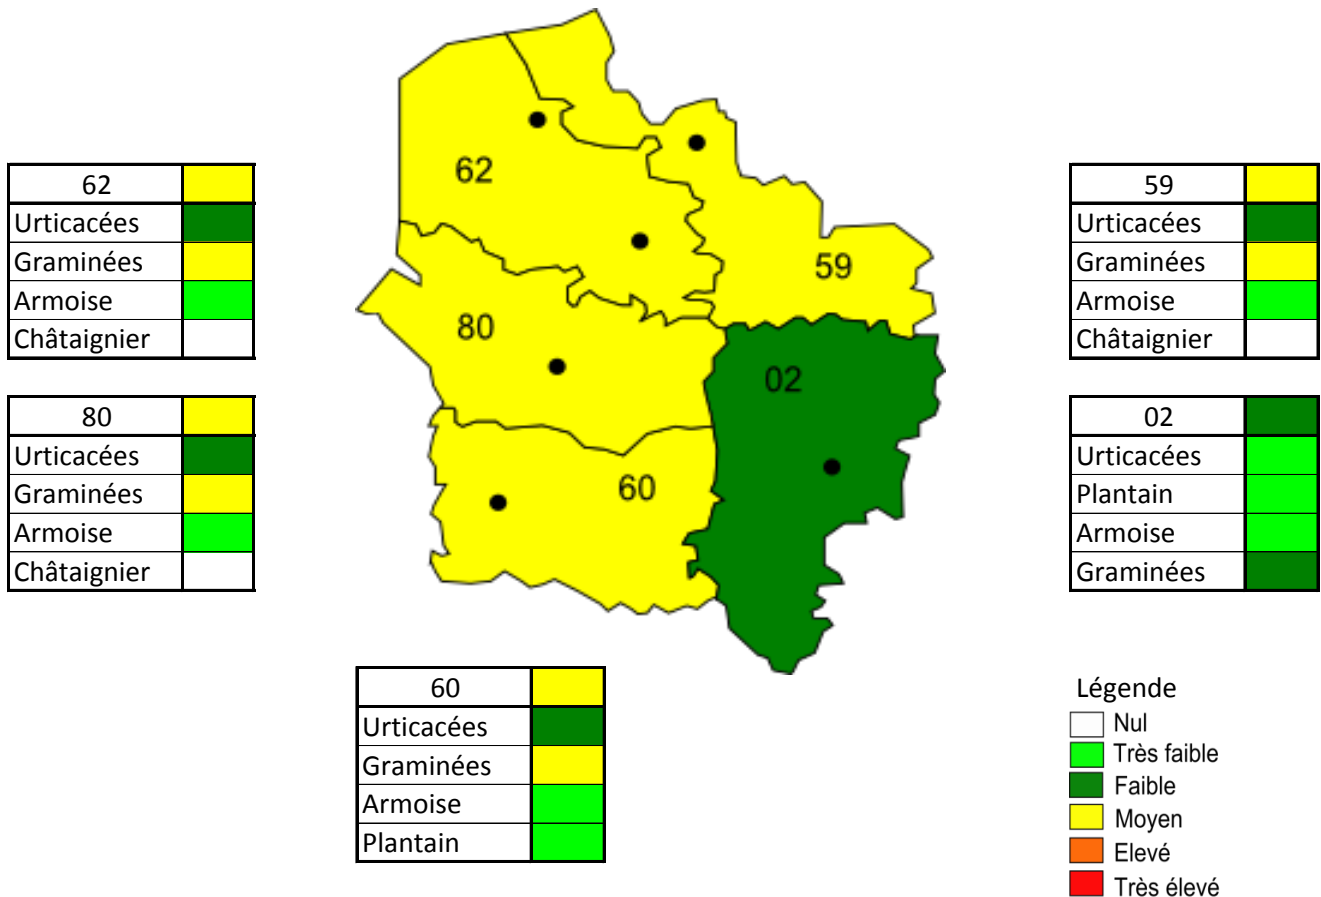 62
Urticacées
Graminées
Armoise
Châtaignier
80
Urticacées
Graminées
Armoise
Châtaignier
62
59
80
02
60
59
Urticacées
Graminées
Armoise
Châtaignier
02
Urticacées
Plantain
Armoise
Graminées
60
Urticacées
Graminées
Armoise
Plantain
Légende
Nul
Très faible
Faible
Moyen
Elevé
Très élevé